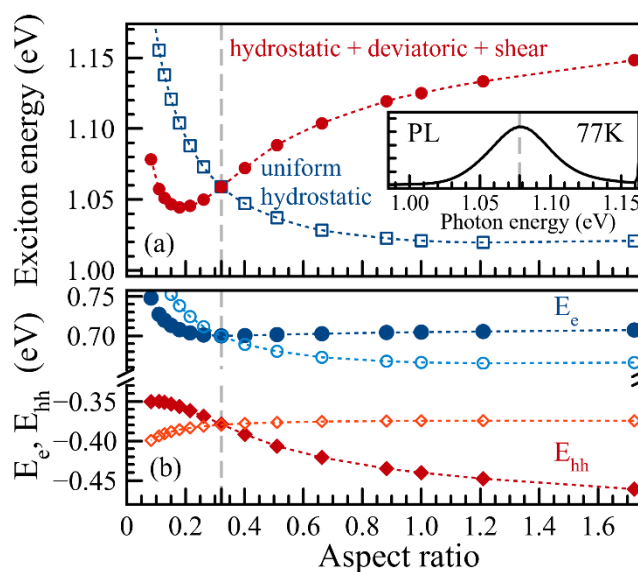 Exciton energy (eV)
1.15
1.10
1.05
1.00
hydrostatic + deviatoric + shear
uniform
hydrostatic
(a)
PL
77K
1.00
1.05
1.10
1.15
Photon energy (eV)
E_e, E_hh (eV)
0.75
0.70
−0.35
−0.40
−0.45
E_e
E_hh
(b)
0
0.2
0.4
0.6
0.8
1.0
1.2
1.4
1.6
Aspect ratio